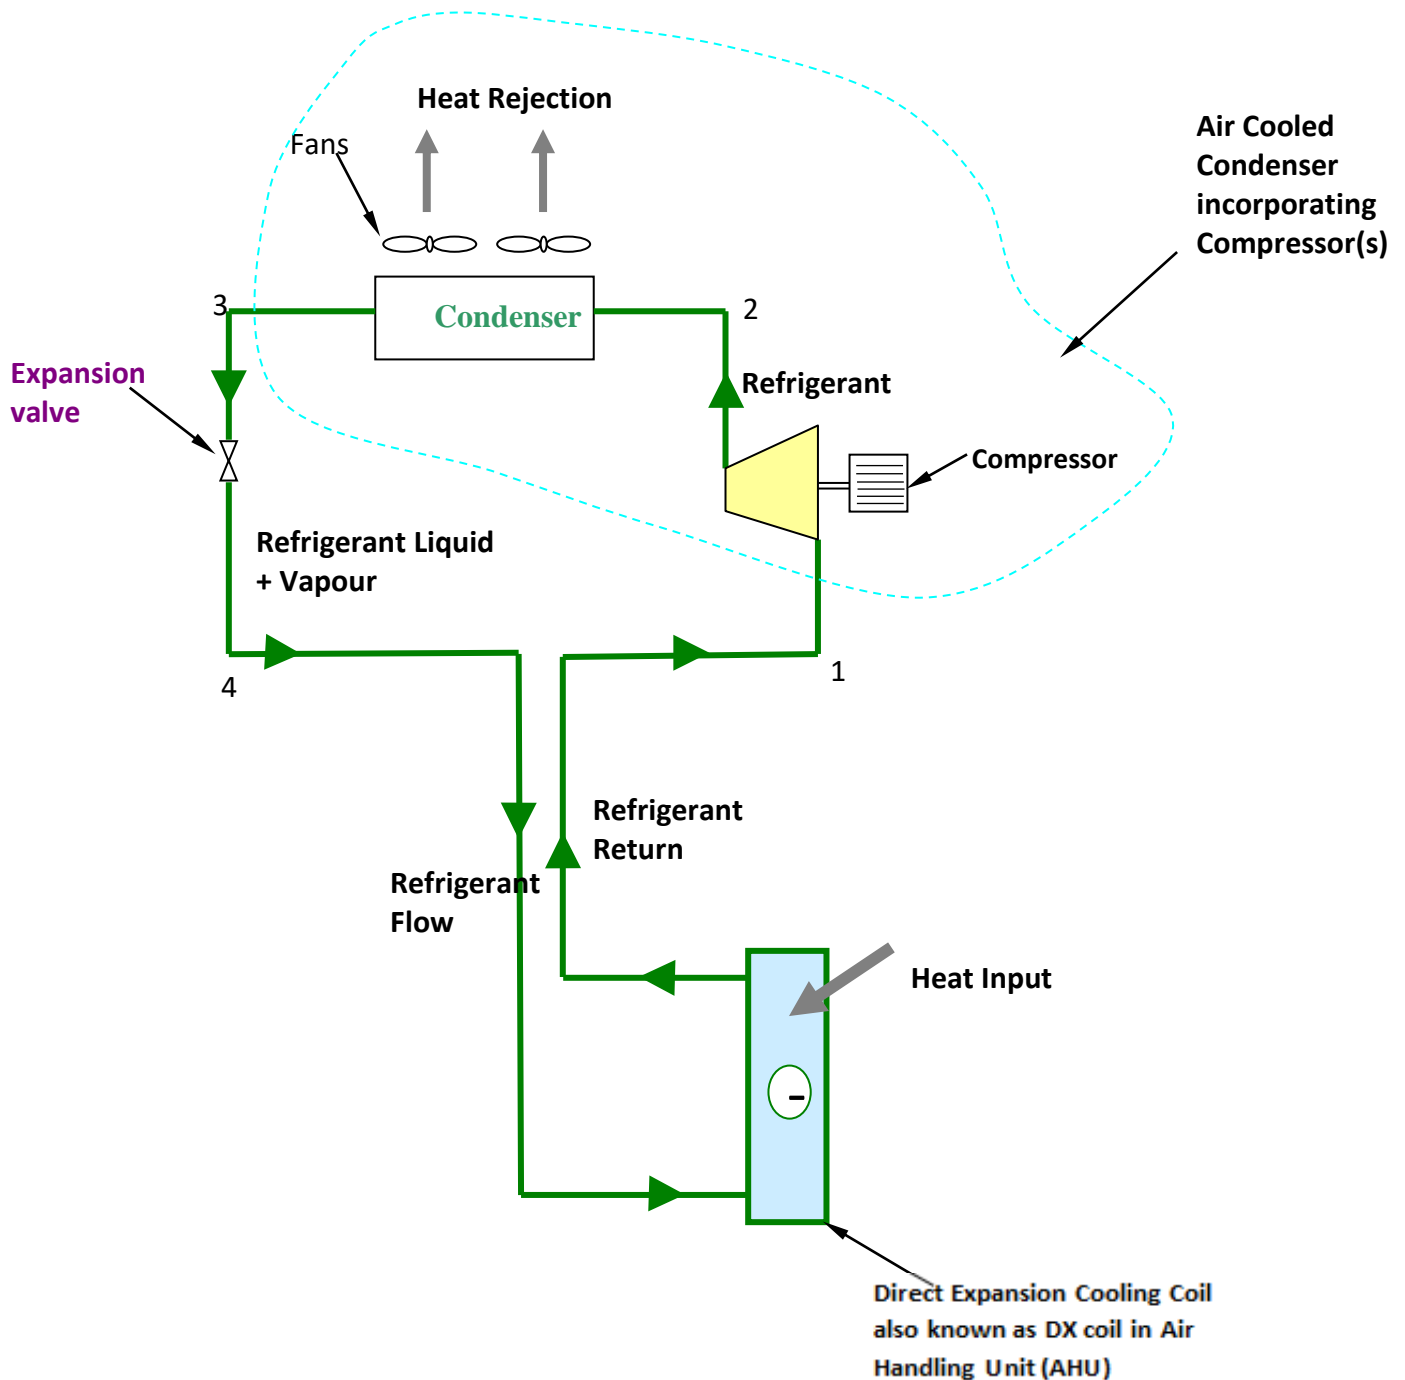 Heat Rejection
Fans
Air Cooled
Condenser
incorporating
Compressor(s)
3
Condenser
2
Expansion
valve
Refrigerant
Compressor
Refrigerant Liquid
+ Vapour
4
1
Refrigerant
Return
Refrigerant
Flow
Heat Input
-
Direct Expansion Cooling Coil
also known as DX coil in Air
Handling Unit (AHU)